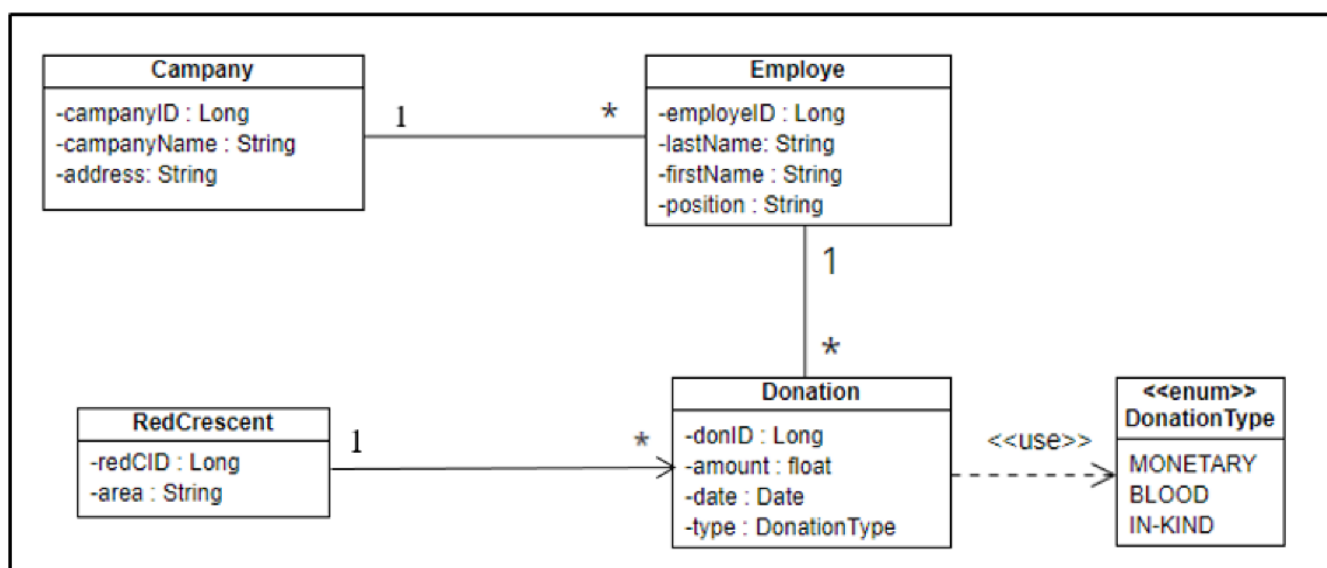 Campany
-campanyID : Long
-campanyName : String
-address: String
1
*
Employe
-employeID : Long
-lastName: String
-firstName : String
-position : String
1
*
RedCrescent
-redCID : Long
-area : String
1
*
Donation
-donID : Long
-amount : float
-date : Date
-type : DonationType
<<use>>
<<enum>>
DonationType
MONETARY
BLOOD
IN-KIND